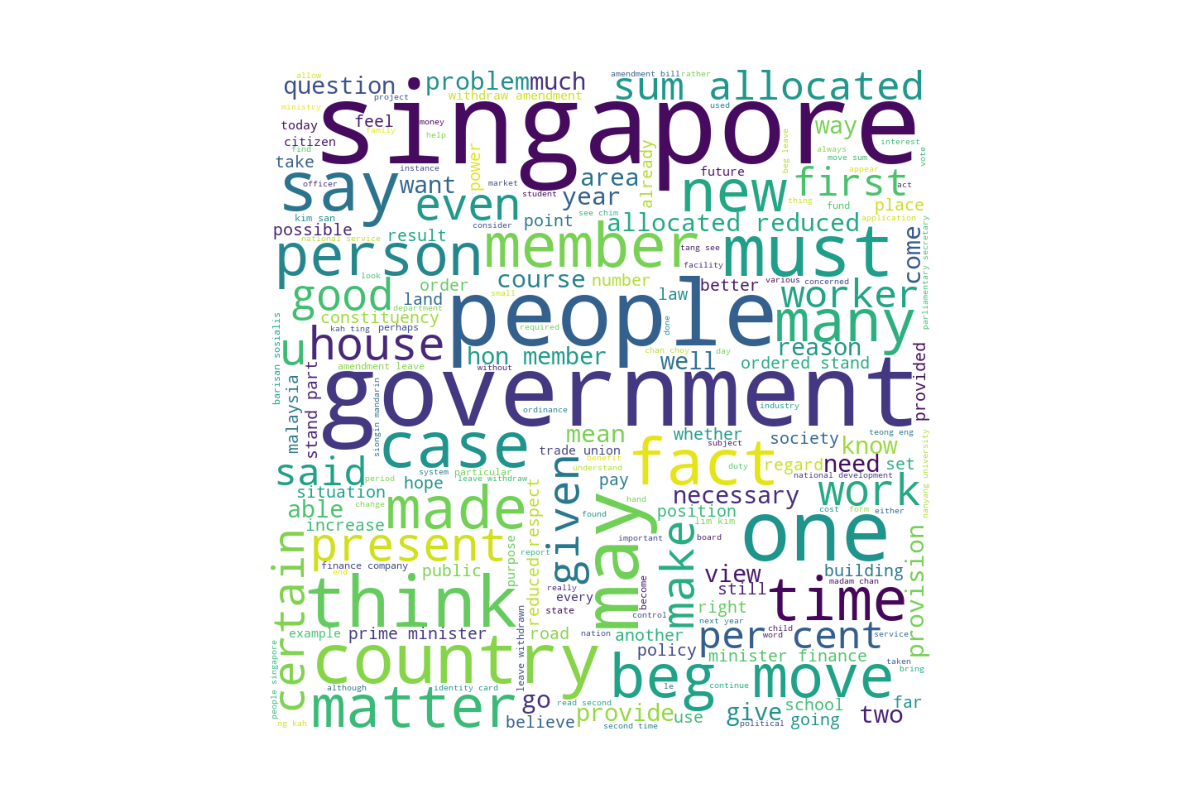 allow
amendment bill
rather
question
problem
much
sum allocated
ministry
project
withdraw amendment
used
singapore
today
feel
money
family
help
way
citizen
find
beg leave
always
interest
move sum
vote
take
instance
power
area
already
future
appear
act
say
want
officer
market
student
year
new
first
thing
fund
place
kim san
even
see chim
point
allocated reduced
application
possible
result
consider
national service
member
tang see
must
come
parliamentary secretary
person
look
course
number
facility
better
various
concerned
worker
good
land
order
small
law
department
constituency
people
many
barisan sosialis
kah ting
perhaps
required
done
reason
u
house
hon member
chan choy
day
well
ordered stand
provided
malaysia
stand part
amendment leave
without
government
siongin mandarin
ordinance
industry
teong eng
case
mean
whether
society
know
trade union
subject
fact
said
system
particular
benefit
understand
leave withdraw
duty
regard
need
set
national development
nanyang university
situation
period
hope
pay
necessary
work
able
change
made
given
hand
cost
form
either
increase
found
position
lim kim
one
certain
present
purpose
reduced respect
important
board
may
make
finance company
report
public
view
building
provision
end
think
really
every
become
still
madam chan
time
state
control
right
next year
child
example
prime minister
leave withdrawn
road
nation
another
per cent
word
service
country
policy
minister finance
taken
bring
people singapore
although
identity card
le
continue
beg move
matter
go
read second
school
far
ng kah
believe
provide
use
give
going
two
second time
political